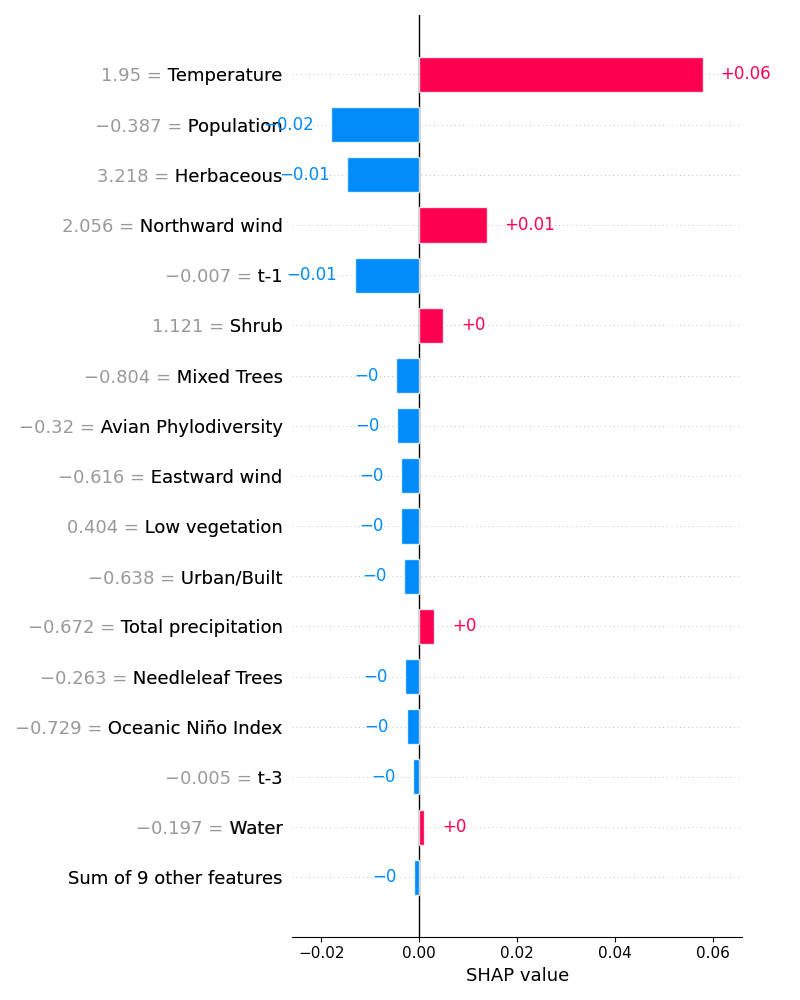 1.95 = Temperature +0.06
−0.387 = Population −0.02
3.218 = Herbaceous −0.01
2.056 = Northward wind +0.01
−0.007 = t-1 −0.01
1.121 = Shrub +0
−0.804 = Mixed Trees −0
−0.32 = Avian Phylodiversity −0
−0.616 = Eastward wind −0
0.404 = Low vegetation −0
−0.638 = Urban/Built −0
−0.672 = Total precipitation +0
−0.263 = Needleleaf Trees −0
−0.729 = Oceanic Niño Index −0
−0.005 = t-3 −0
−0.197 = Water +0
Sum of 9 other features −0
−0.02 0.00 0.02 0.04 0.06
SHAP value